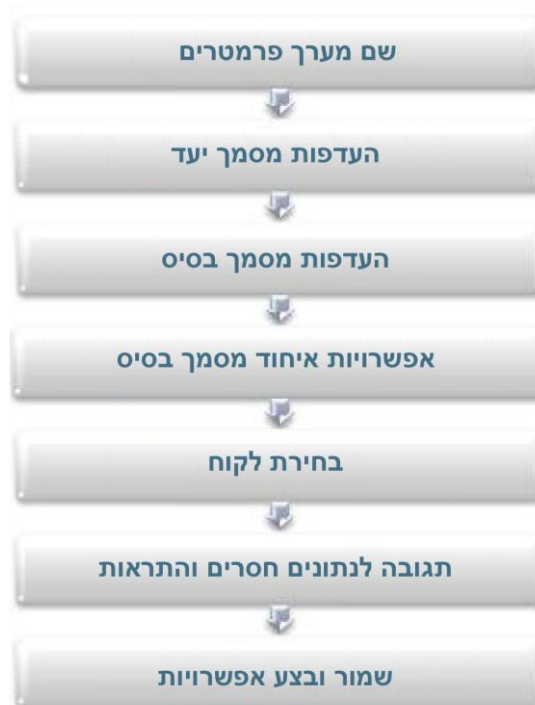 שם מערך פרמטרים
העדפות מסמך יעד
העדפות מסמך בסיס
אפשרויות איחוד מסמך בסיס
בחירת לקוח
תגובה לנתונים חסרים והתראות
שמור ובצע אפשרויות